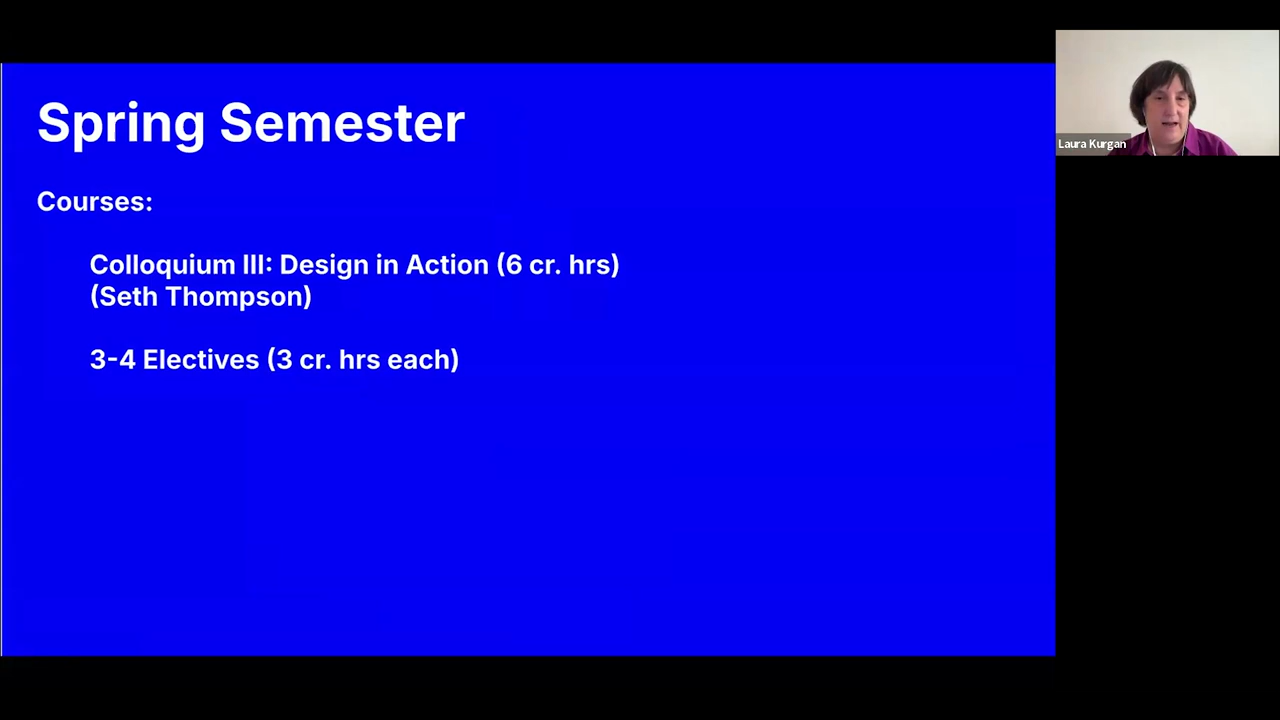 Spring Semester
Courses:
Colloquium III: Design in Action (6 cr. hrs)
(Seth Thompson)
3-4 Electives (3 cr. hrs each)
Laura Kurgan